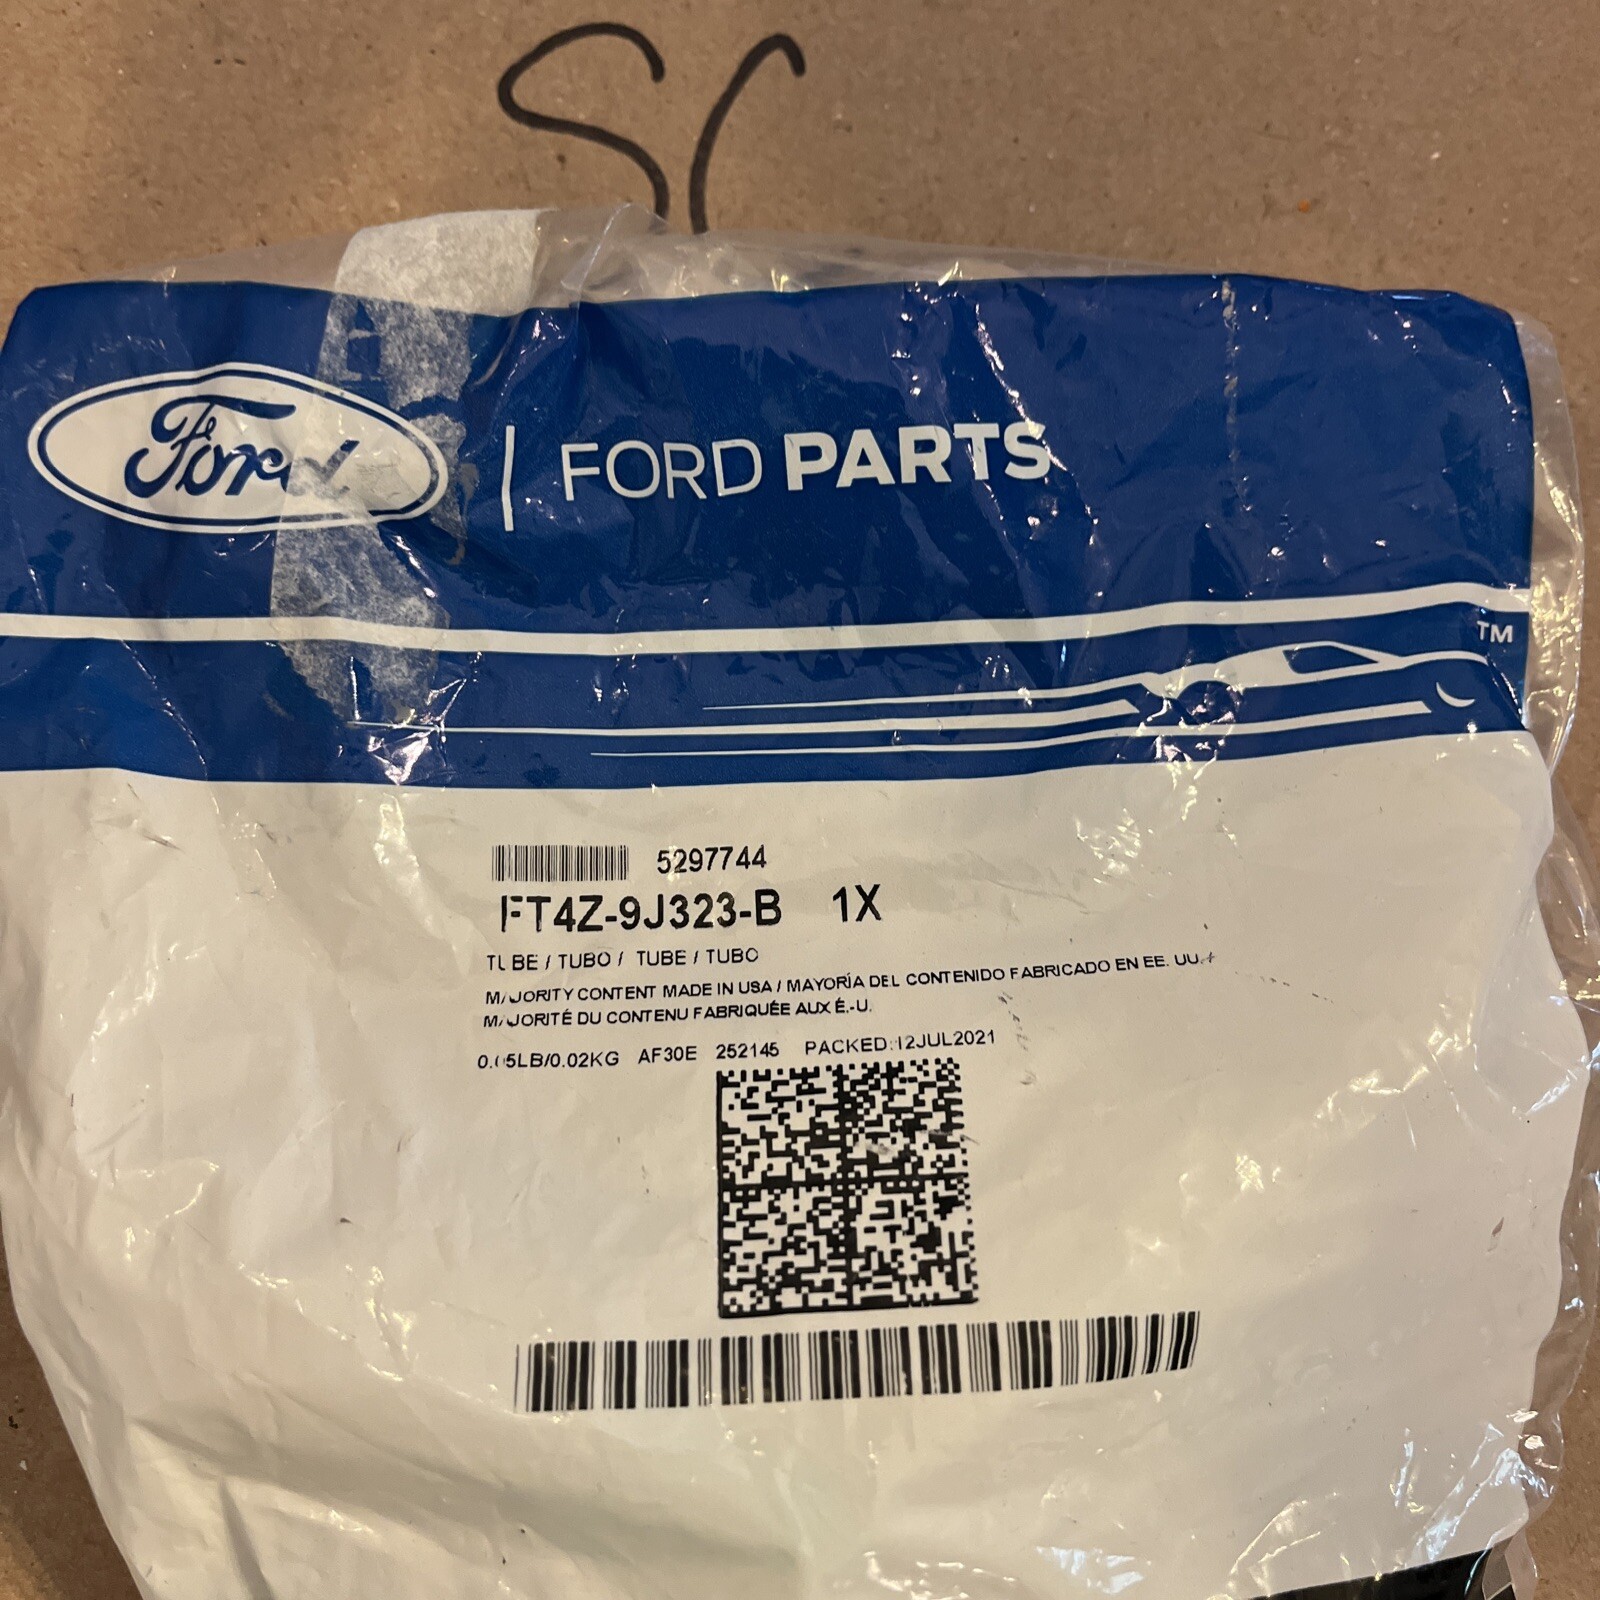 Ford | FORD PARTS
TM
5297744
FT4Z-9J323-B 1X
TUBE / TUBO / TUBE / TUBO
MAJORITY CONTENT MADE IN USA / MAYORÍA DEL CONTENIDO FABRICADO EN EE. UU. /
MAJORITÉ DU CONTENU FABRIQUÉE AUX É.-U.
0.05LB/0.02KG AF30E 252145 PACKED:12JUL2021